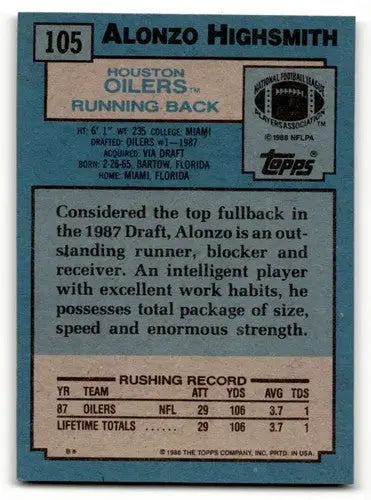 105 ALONZO HIGHSMITH
HOUSTON
OILERS™
RUNNING BACK
NATIONAL FOOTBALL LEAGUE
PLAYERS ASSOCIATION
© 1988 NFLPA
topps®
HT: 6' 1" WT: 235 COLLEGE: MIAMI
DRAFTED: OILERS #1—1987
ACQUIRED: VIA DRAFT
BORN: 2-26-65, BARTOW, FLORIDA
HOME: MIAMI, FLORIDA
Considered the top fullback in
the 1987 Draft, Alonzo is an out-
standing runner, blocker and
receiver. An intelligent player
with excellent work habits, he
possesses total package of size,
speed and enormous strength.
RUSHING RECORD
YR TEAM ATT YDS AVG TDS
87 OILERS NFL 29 106 3.7 1
LIFETIME TOTALS ...... 29 106 3.7 1
B* © 1988 THE TOPPS COMPANY, INC. PRTD. IN USA.